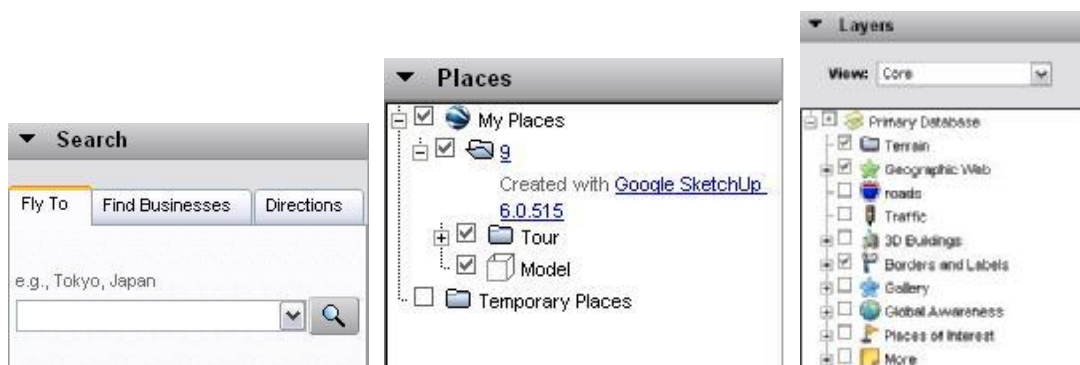 Search
Fly To
Find Businesses
Directions
e.g., Tokyo, Japan
Places
My Places
9
Created with Google SketchUp
6.0.515
Tour
Model
Temporary Places
Layers
View: Core
Primary Database
Terrain
Geographic Web
roads
Traffic
3D Buildings
Borders and Labels
Gallery
Global Awareness
Places of Interest
More